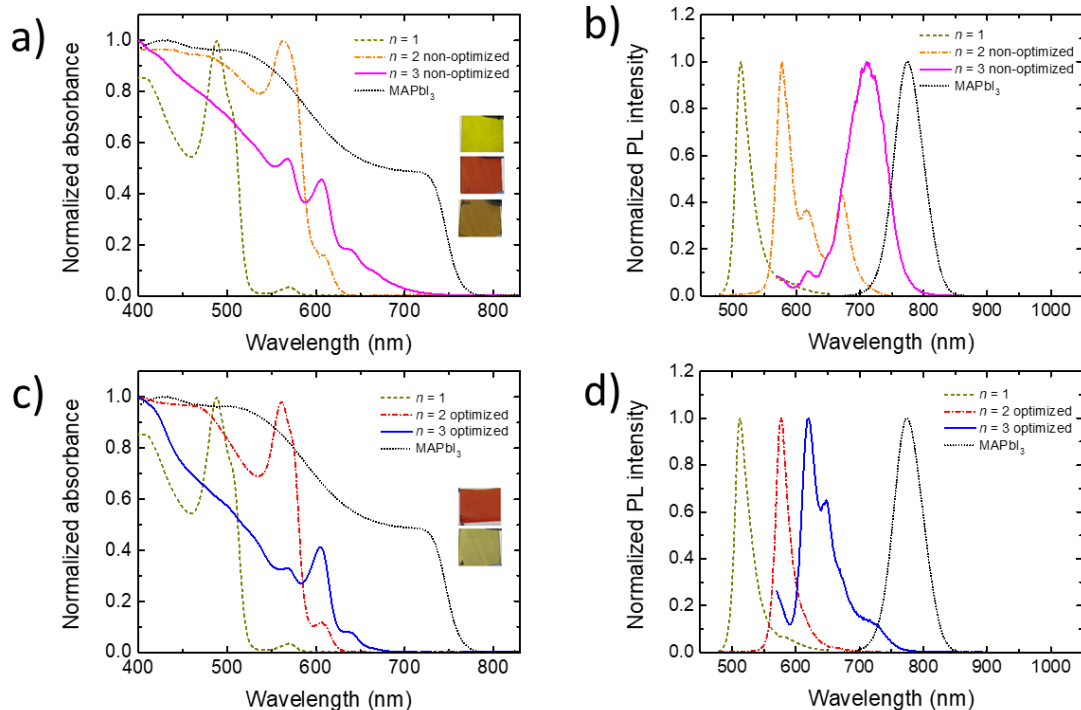 a)
Normalized absorbance
1.0
0.8
0.6
0.4
0.2
0.0
n = 1
n = 2 non-optimized
n = 3 non-optimized
MAPbI₃
400 500 600 700 800
Wavelength (nm)
b)
Normalized PL intensity
1.2
1.0
0.8
0.6
0.4
0.2
0.0
n = 1
n = 2 non-optimized
n = 3 non-optimized
MAPbI₃
500 600 700 800 900 1000
Wavelength (nm)
c)
Normalized absorbance
1.0
0.8
0.6
0.4
0.2
0.0
n = 1
n = 2 optimized
n = 3 optimized
MAPbI₃
400 500 600 700 800
Wavelength (nm)
d)
Normalized PL intensity
1.2
1.0
0.8
0.6
0.4
0.2
0.0
n = 1
n = 2 optimized
n = 3 optimized
MAPbI₃
500 600 700 800 900 1000
Wavelength (nm)